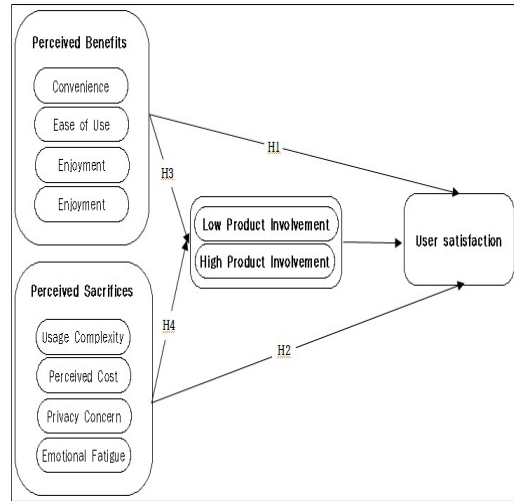 Perceived Benefits
Convenience
Ease of Use
Enjoyment
Enjoyment
H1
H3
Low Product Involvement
High Product Involvement
User satisfaction
Perceived Sacrifices
Usage Complexity
Perceived Cost
Privacy Concern
Emotional Fatigue
H4
H2